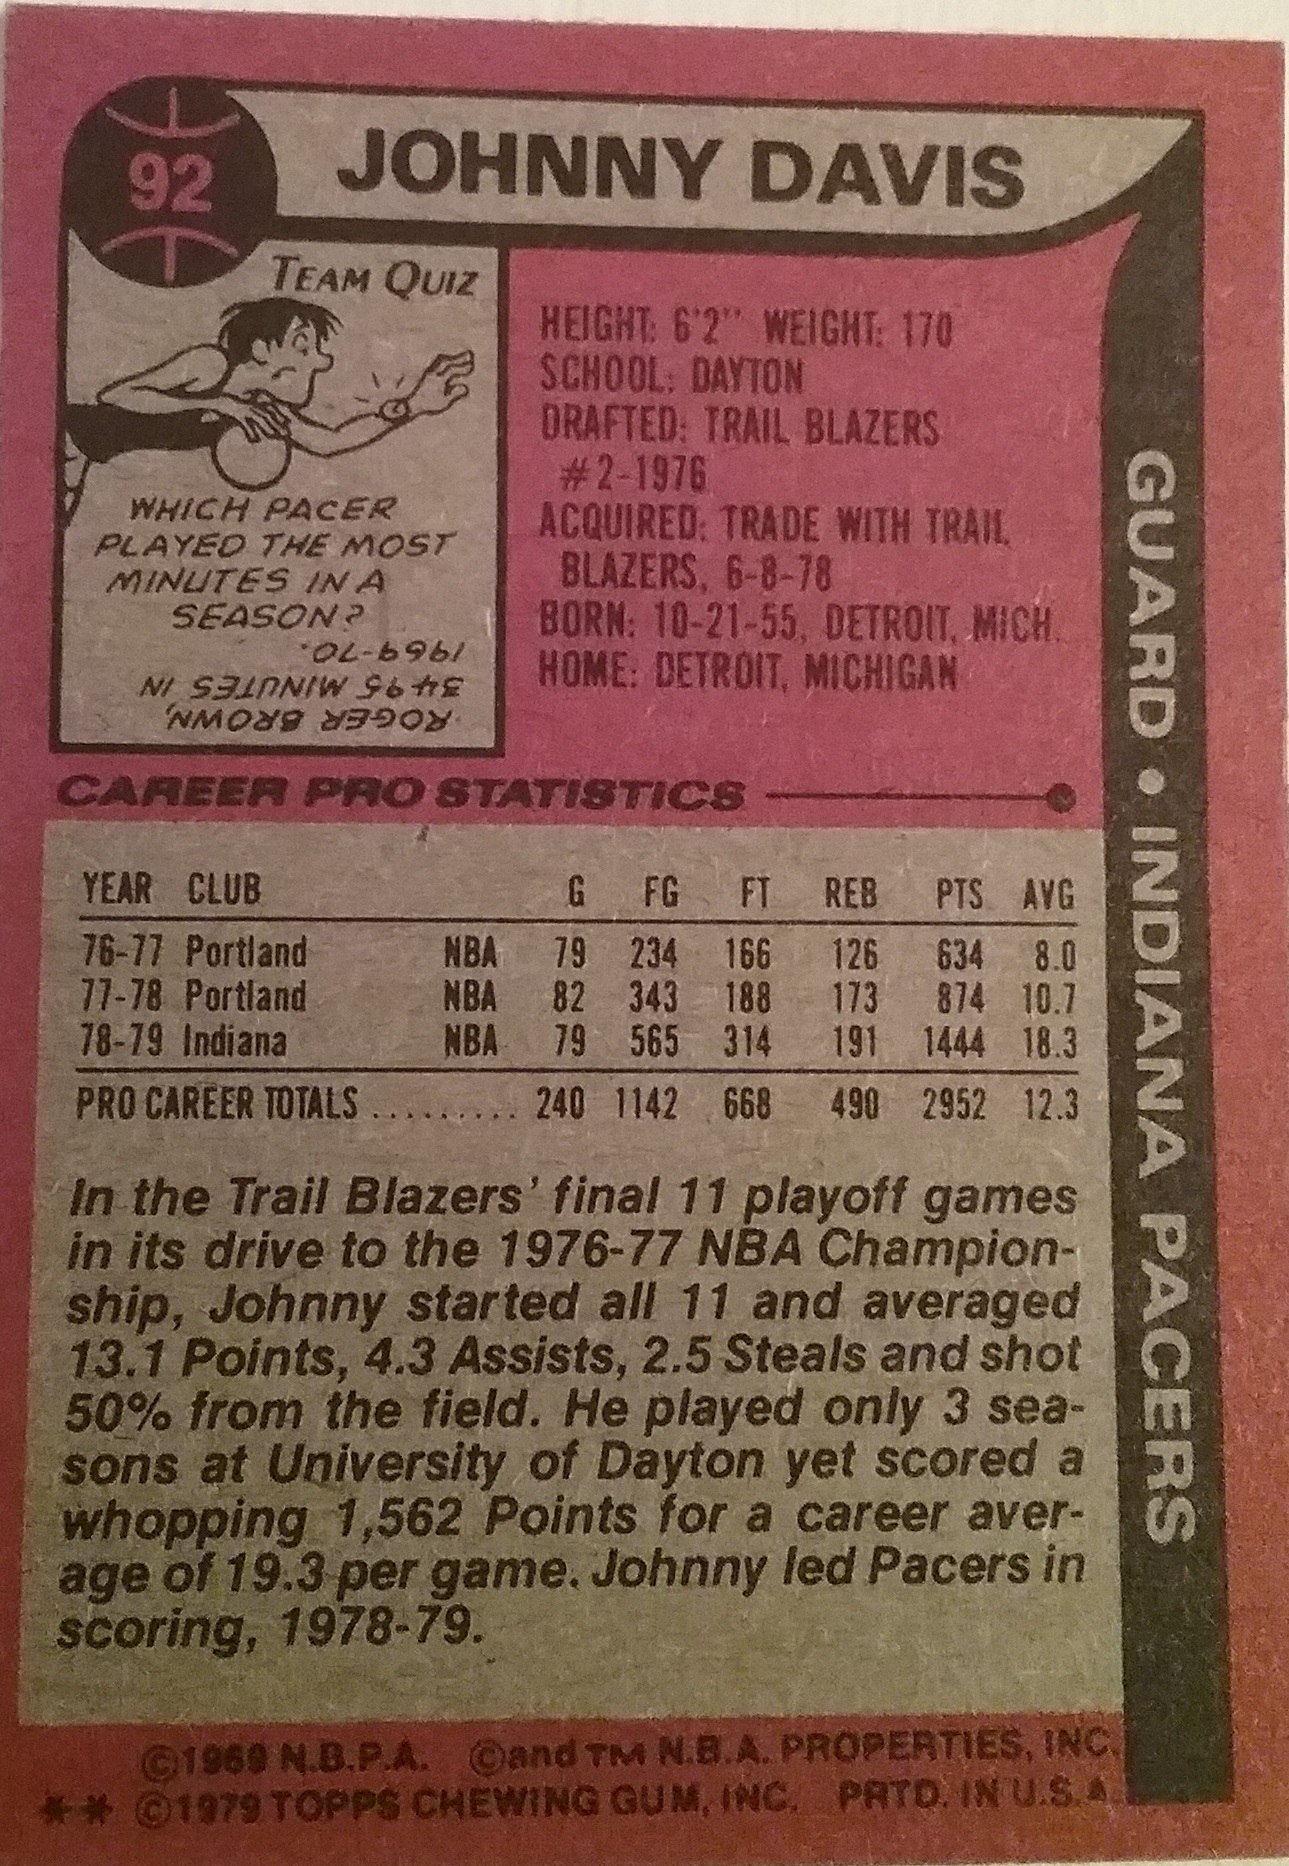 92
JOHNNY DAVIS
TEAM QUIZ
WHICH PACER
PLAYED THE MOST
MINUTES IN A
SEASON?
ROGER BROWN,
3495 MINUTES IN
1969-70.
HEIGHT: 6'2" WEIGHT: 170
SCHOOL: DAYTON
DRAFTED: TRAIL BLAZERS
#2-1976
ACQUIRED: TRADE WITH TRAIL
BLAZERS, 6-8-78
BORN: 10-21-55, DETROIT, MICH.
HOME: DETROIT, MICHIGAN
GUARD • INDIANA PACERS
CAREER PRO STATISTICS
YEAR CLUB G FG FT REB PTS AVG
76-77 Portland NBA 79 234 166 126 634 8.0
77-78 Portland NBA 82 343 188 173 874 10.7
78-79 Indiana NBA 79 565 314 191 1444 18.3
PRO CAREER TOTALS .......... 240 1142 668 490 2952 12.3
In the Trail Blazers' final 11 playoff games
in its drive to the 1976-77 NBA Champion-
ship, Johnny started all 11 and averaged
13.1 Points, 4.3 Assists, 2.5 Steals and shot
50% from the field. He played only 3 sea-
sons at University of Dayton yet scored a
whopping 1,562 Points for a career aver-
age of 19.3 per game. Johnny led Pacers in
scoring, 1978-79.
©1969 N.B.P.A. ©and TM N.B.A. PROPERTIES, INC.
** ©1979 TOPPS CHEWING GUM, INC. PRTD. IN U.S.A.